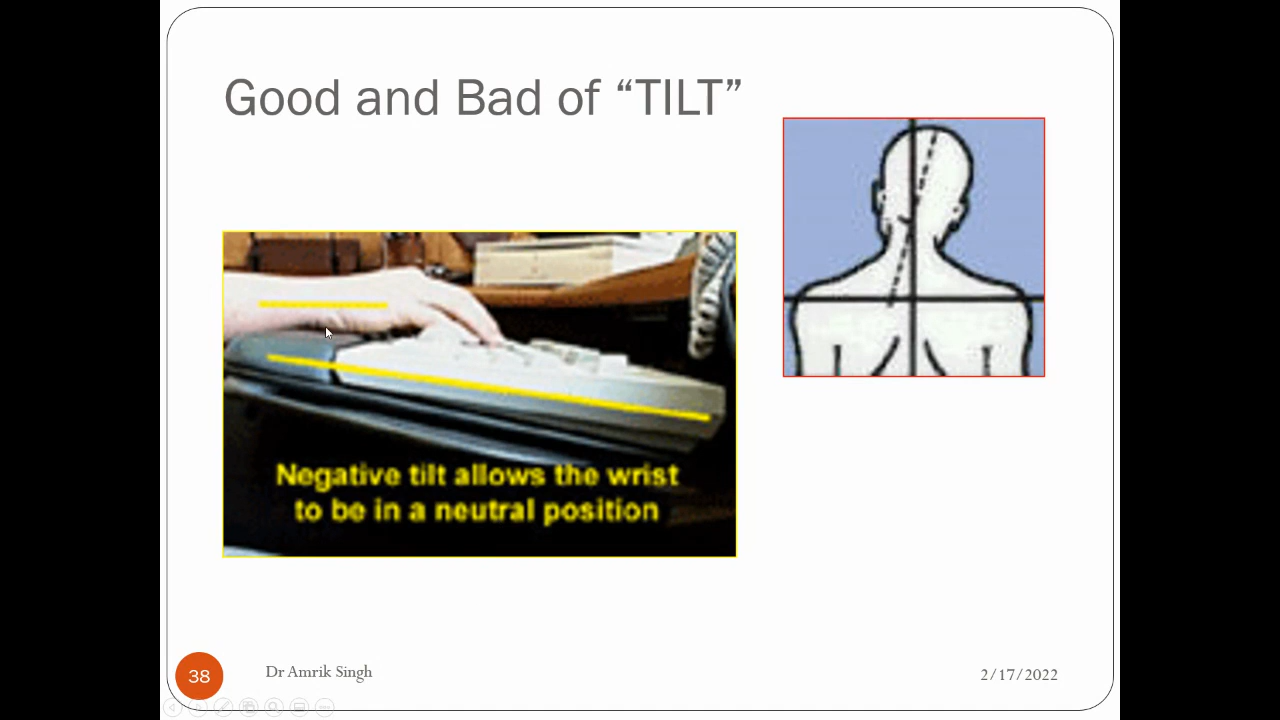 Good and Bad of “TILT”
Negative tilt allows the wrist
to be in a neutral position
38
Dr Amrik Singh
2/17/2022